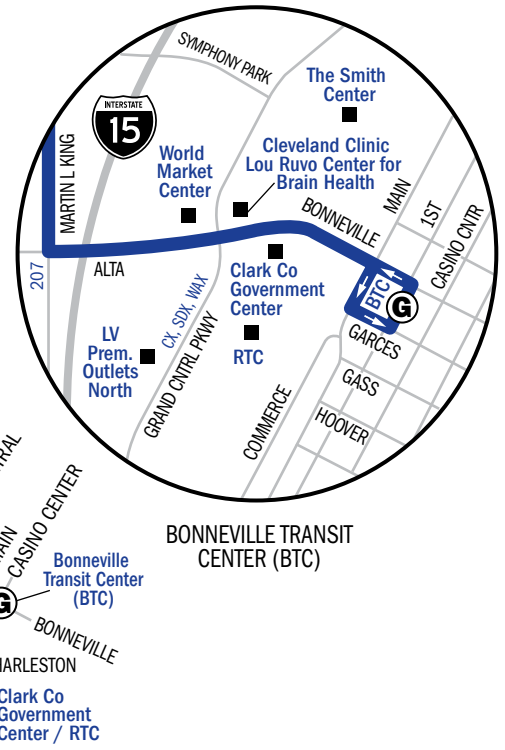 SYMPHONY PARK
The Smith
Center
INTERSTATE
15
MARTIN L KING
World
Market
Center
Cleveland Clinic
Lou Ruvo Center for
Brain Health
BONNEVILLE
MAIN
1ST
CASINO CNTR
207
ALTA
CX, SDX, WAX
Clark Co
Government
Center
BTC
G
LV
Prem.
Outlets
North
GRAND CNTRL PKWY
RTC
GARCES
GASS
HOOVER
COMMERCE
BONNEVILLE TRANSIT
CENTER (BTC)
CASINO CENTER
Bonneville
Transit Center
(BTC)
G
BONNEVILLE
Clark Co
Government
Center / RTC